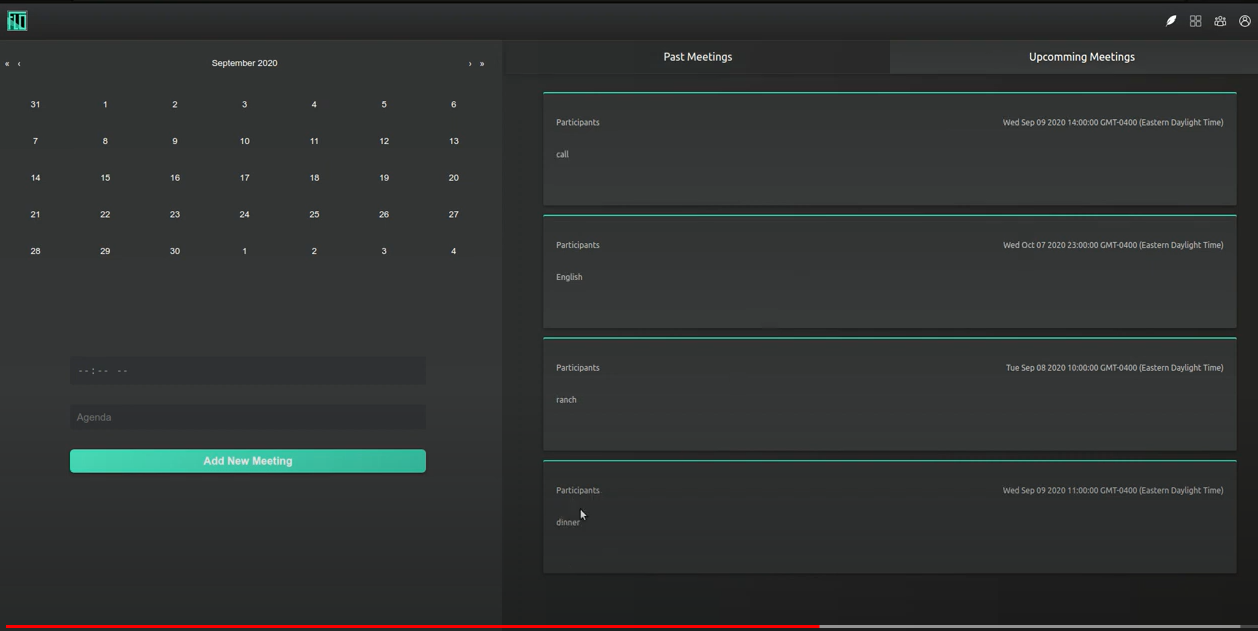 FLO
« ‹ September 2020 › »
31 1 2 3 4 5 6
7 8 9 10 11 12 13
14 15 16 17 18 19 20
21 22 23 24 25 26 27
28 29 30 1 2 3 4
--:-- --
Agenda
Add New Meeting
Past Meetings Upcomming Meetings
Participants Wed Sep 09 2020 14:00:00 GMT-0400 (Eastern Daylight Time)
call
Participants Wed Oct 07 2020 23:00:00 GMT-0400 (Eastern Daylight Time)
English
Participants Tue Sep 08 2020 10:00:00 GMT-0400 (Eastern Daylight Time)
ranch
Participants Wed Sep 09 2020 11:00:00 GMT-0400 (Eastern Daylight Time)
dinner